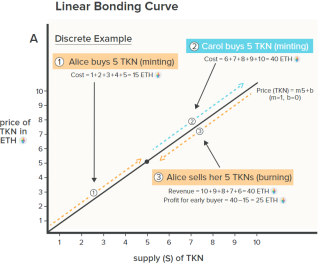 Linear Bonding Curve
A
Discrete Example
① Alice buys 5 TKN (minting)
Cost = 1+2+3+4+5= 15 ETH
② Carol buys 5 TKN (minting)
Cost = 6+7+8+9+10= 40 ETH
Price (TKN) = mS+b
(m=1, b=0)
price of
TKN in
ETH
10
9
8
7
6
5
4
3
2
1
①
②
③
③ Alice sells her 5 TKNs (burning)
Revenue = 10+9+8+7+6=40 ETH
Profit for early buyer = 40–15 = 25 ETH
1 2 3 4 5 6 7 8 9 10
supply (S) of TKN